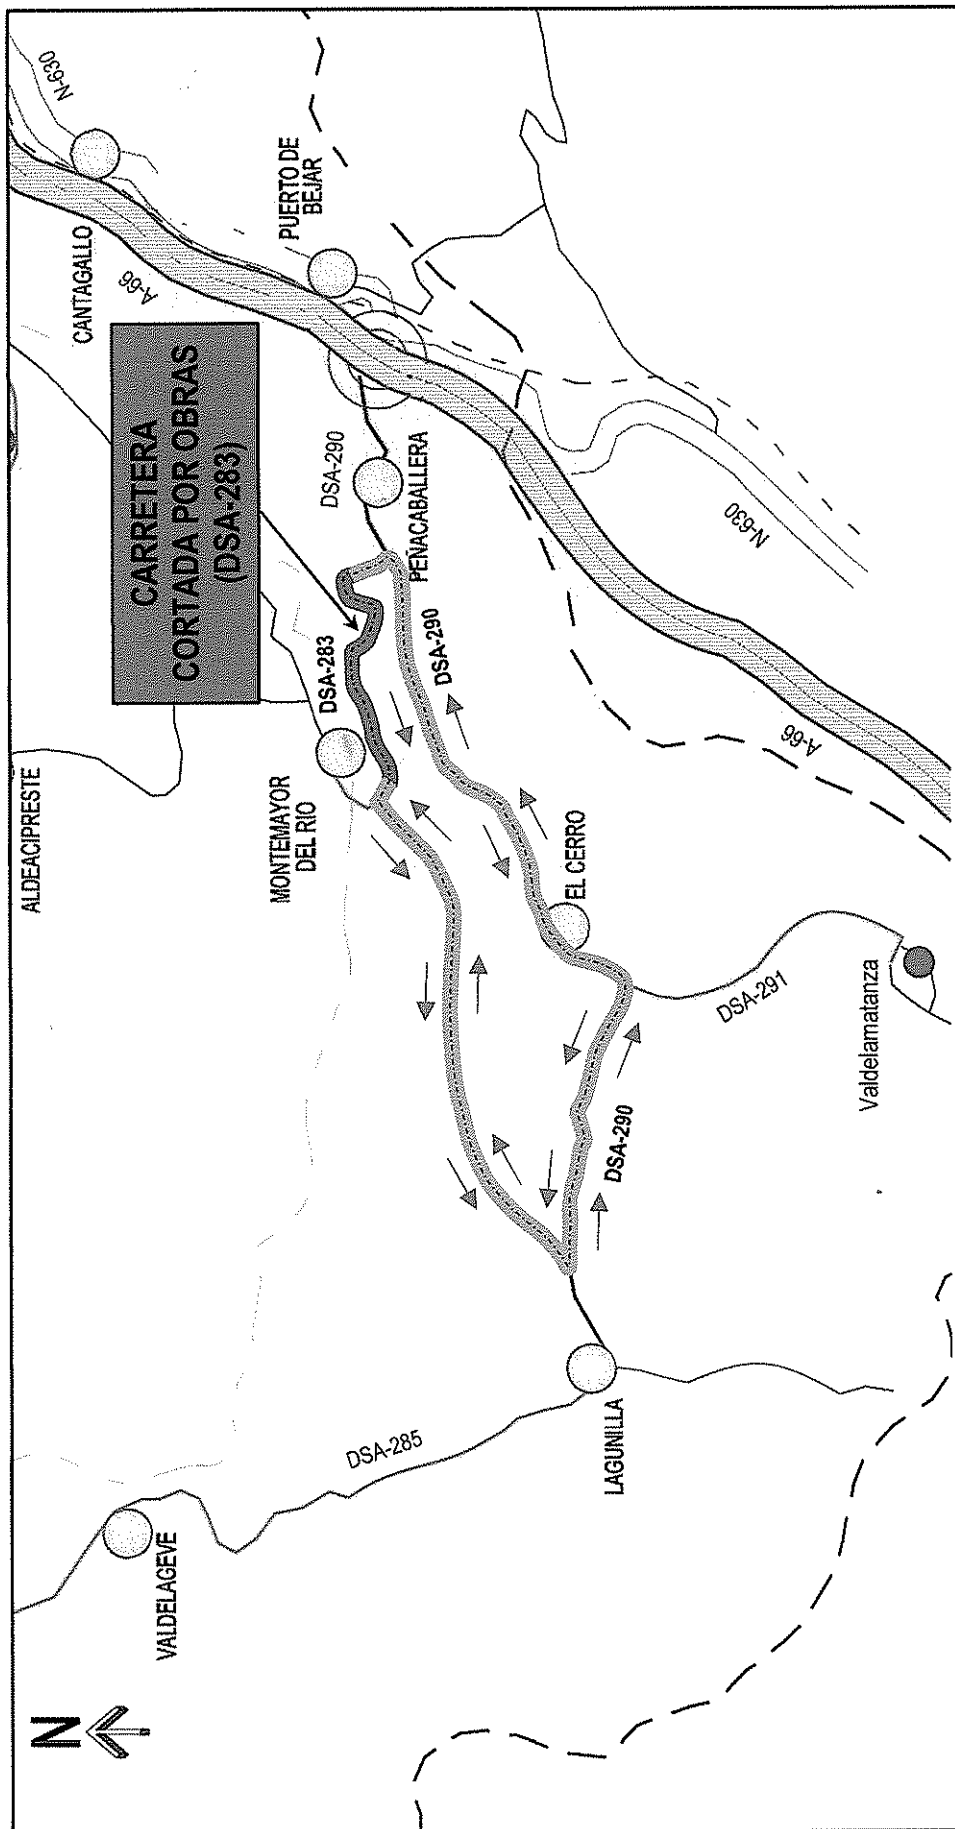 N
VALDELAGEVE
DSA-285
LAGUNILLA
ALDEACIPRESTE
MONTEMAYOR
DEL RIO
DSA-283
CARRETERA
CORTADA POR OBRAS
(DSA-283)
CANTAGALLO
N-630
A-66
PUERTO DE
BEJAR
DSA-290
PEÑACABALLERA
DSA-290
EL CERRO
DSA-290
DSA-291
Valdelamatanza
A-66
N-630